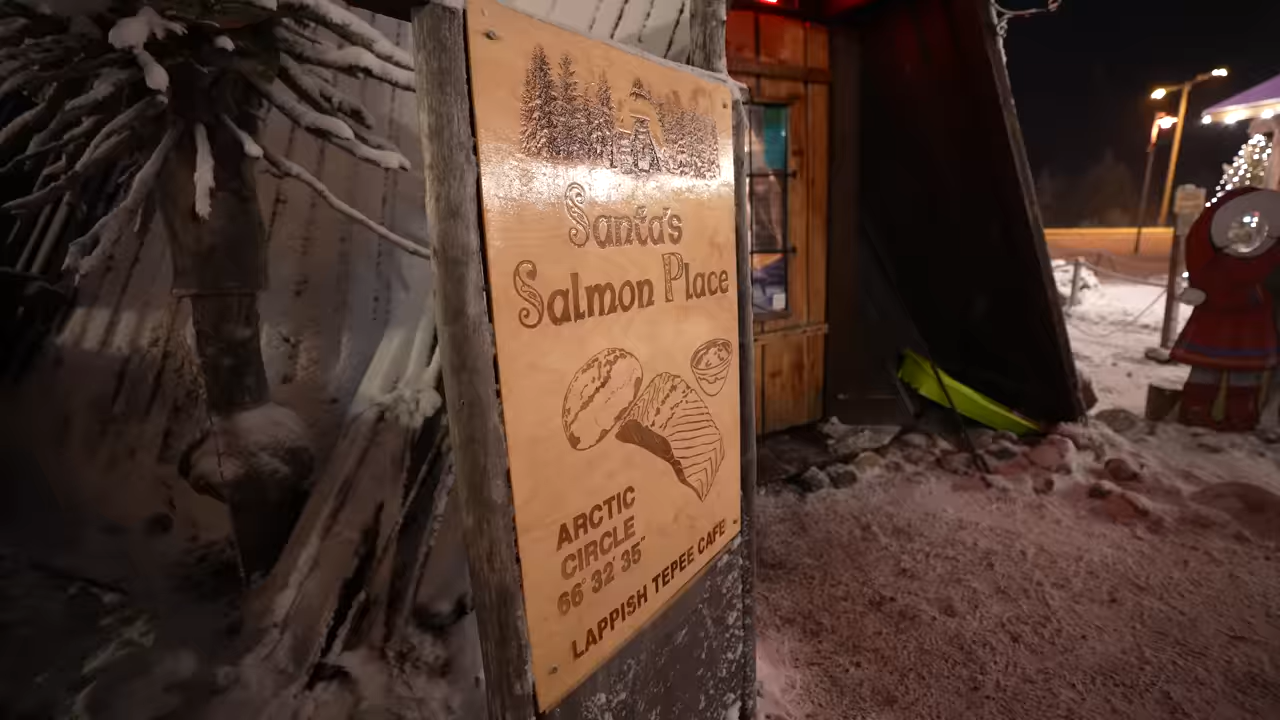 Santa's
Salmon Place
ARCTIC
CIRCLE
66° 32' 35"
LAPPISH TEPEE CAFE